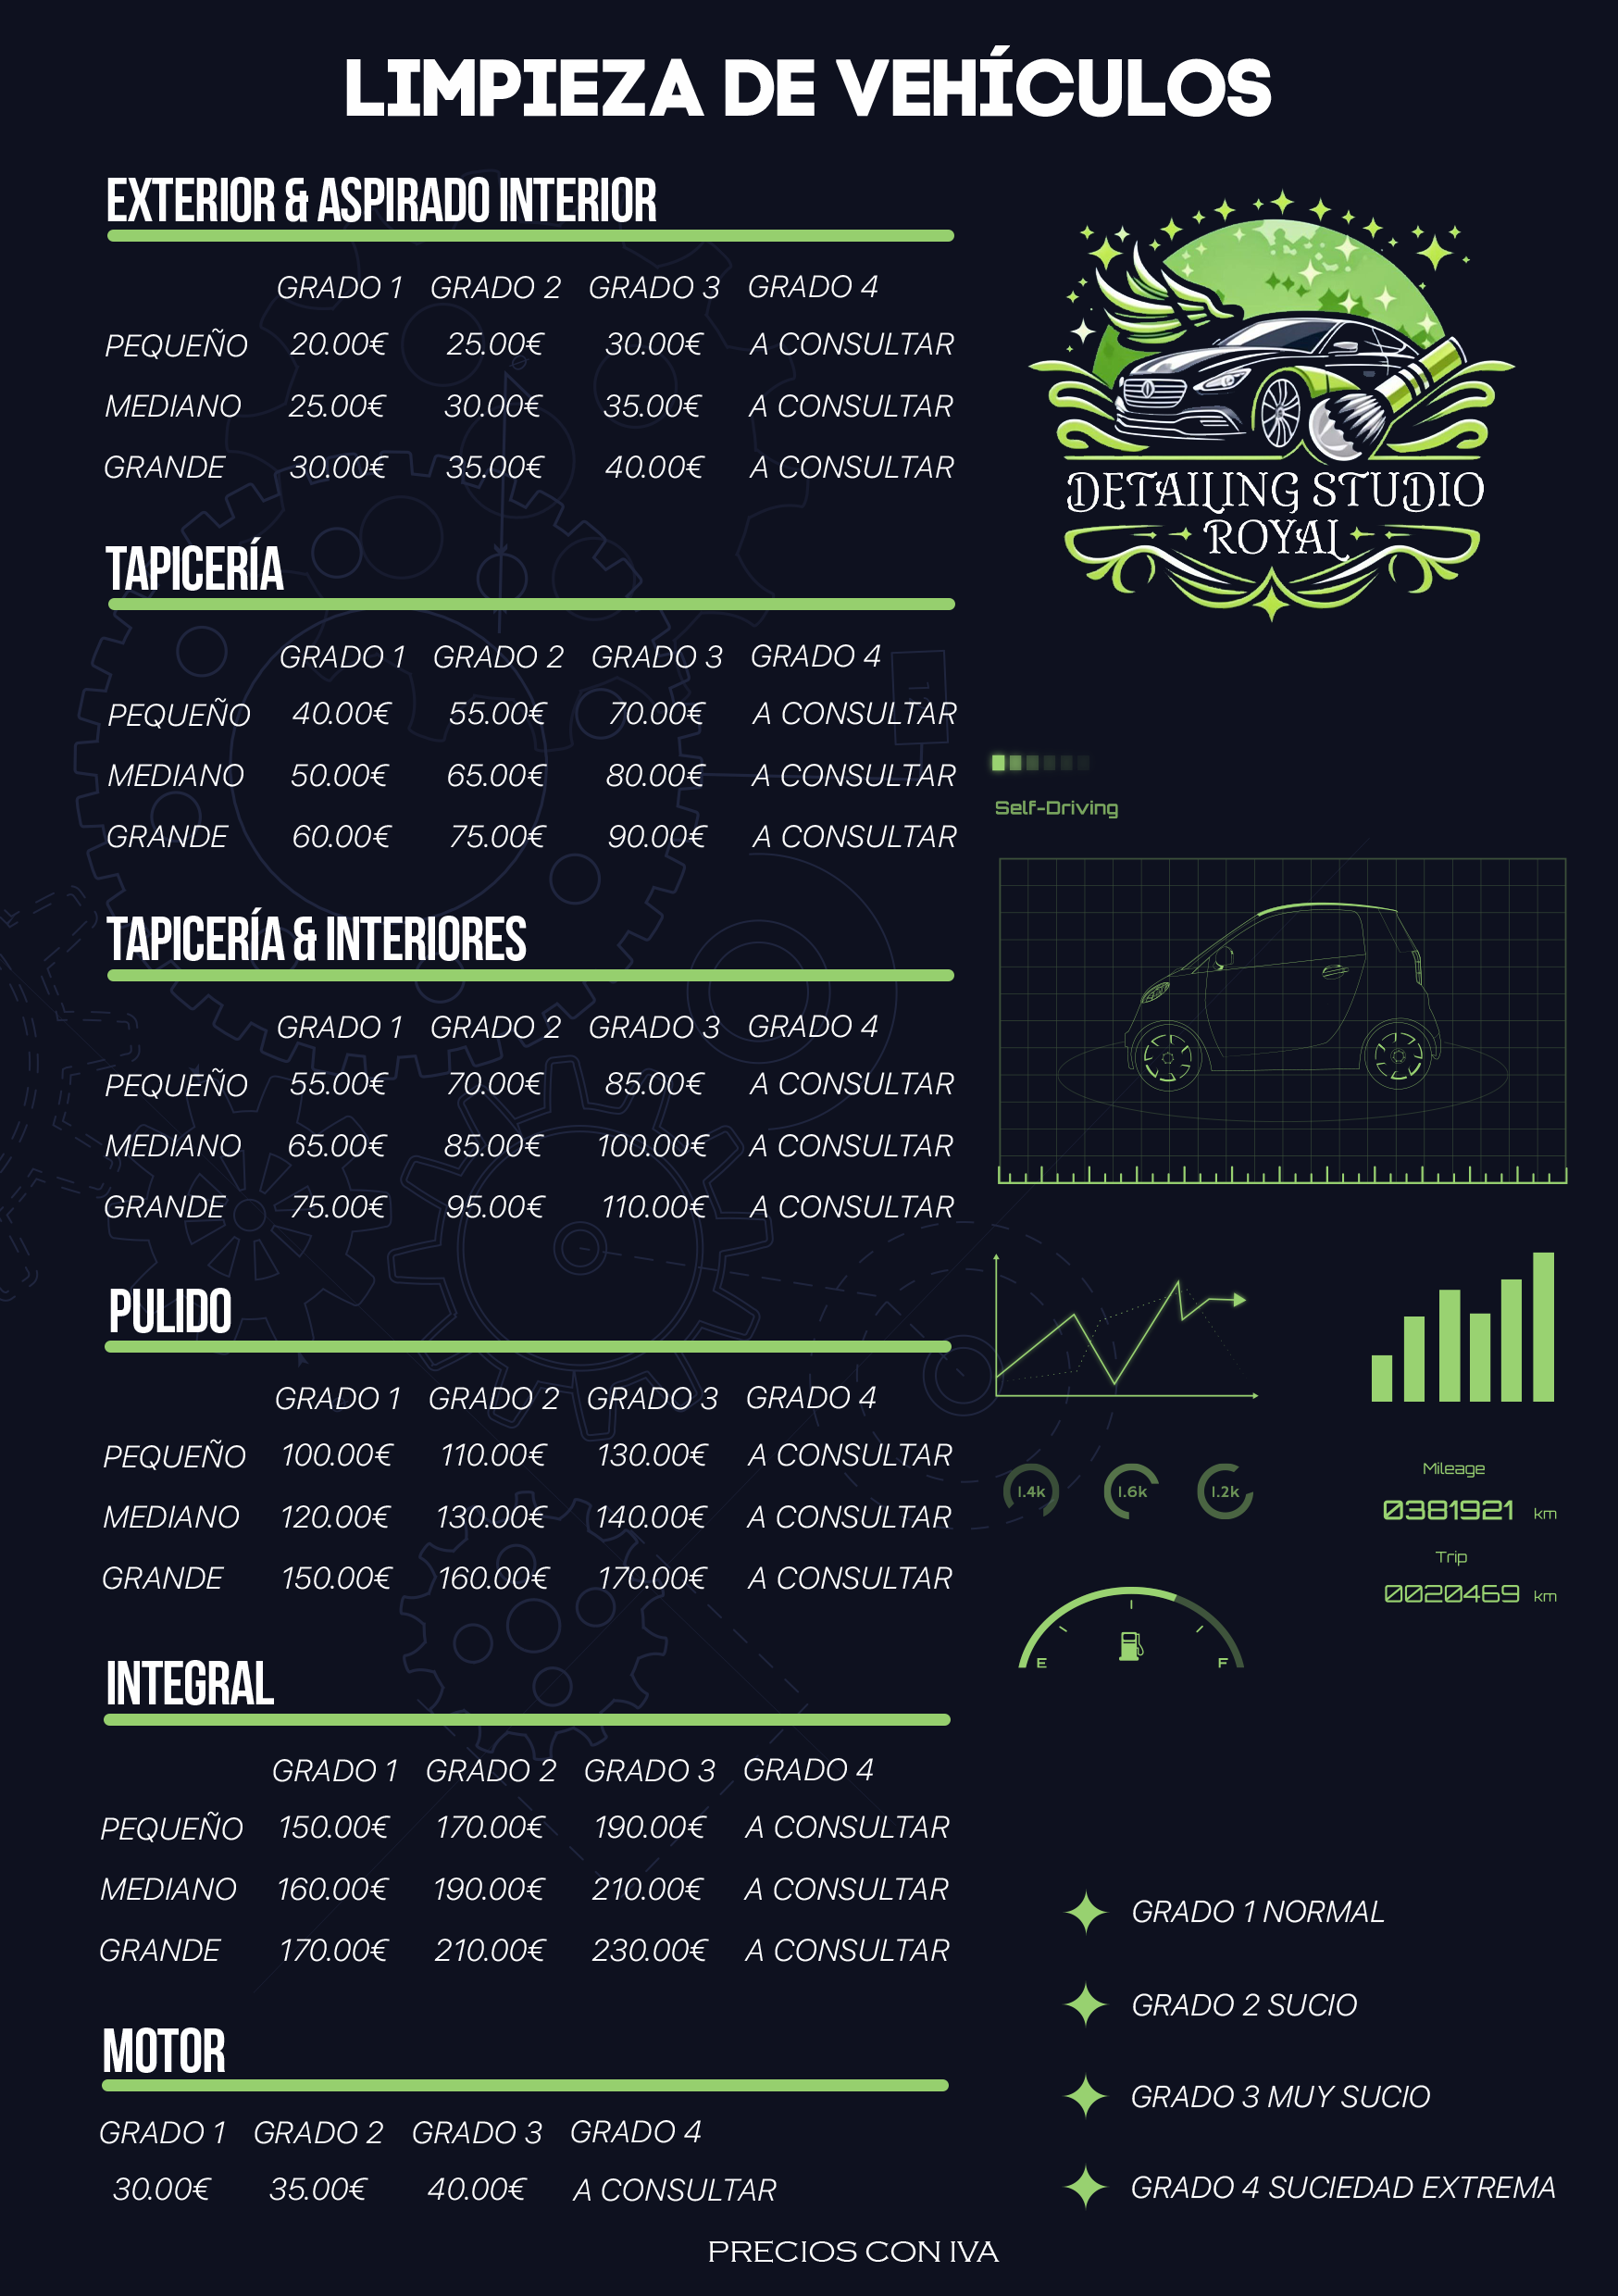 LIMPIEZA DE VEHÍCULOS
EXTERIOR & ASPIRADO INTERIOR
GRADO 1 GRADO 2 GRADO 3 GRADO 4
PEQUEÑO 20.00€ 25.00€ 30.00€ A CONSULTAR
MEDIANO 25.00€ 30.00€ 35.00€ A CONSULTAR
GRANDE 30.00€ 35.00€ 40.00€ A CONSULTAR
TAPICERÍA
GRADO 1 GRADO 2 GRADO 3 GRADO 4
PEQUEÑO 40.00€ 55.00€ 70.00€ A CONSULTAR
MEDIANO 50.00€ 65.00€ 80.00€ A CONSULTAR
GRANDE 60.00€ 75.00€ 90.00€ A CONSULTAR
TAPICERÍA & INTERIORES
GRADO 1 GRADO 2 GRADO 3 GRADO 4
PEQUEÑO 55.00€ 70.00€ 85.00€ A CONSULTAR
MEDIANO 65.00€ 85.00€ 100.00€ A CONSULTAR
GRANDE 75.00€ 95.00€ 110.00€ A CONSULTAR
PULIDO
GRADO 1 GRADO 2 GRADO 3 GRADO 4
PEQUEÑO 100.00€ 110.00€ 130.00€ A CONSULTAR
MEDIANO 120.00€ 130.00€ 140.00€ A CONSULTAR
GRANDE 150.00€ 160.00€ 170.00€ A CONSULTAR
INTEGRAL
GRADO 1 GRADO 2 GRADO 3 GRADO 4
PEQUEÑO 150.00€ 170.00€ 190.00€ A CONSULTAR
MEDIANO 160.00€ 190.00€ 210.00€ A CONSULTAR
GRANDE 170.00€ 210.00€ 230.00€ A CONSULTAR
MOTOR
GRADO 1 GRADO 2 GRADO 3 GRADO 4
30.00€ 35.00€ 40.00€ A CONSULTAR
DETAILING STUDIO
ROYAL
Self-Driving
1.4k 1.6k 1.2k
Mileage
0381921 km
Trip
0020469 km
E F
GRADO 1 NORMAL
GRADO 2 SUCIO
GRADO 3 MUY SUCIO
GRADO 4 SUCIEDAD EXTREMA
PRECIOS CON IVA